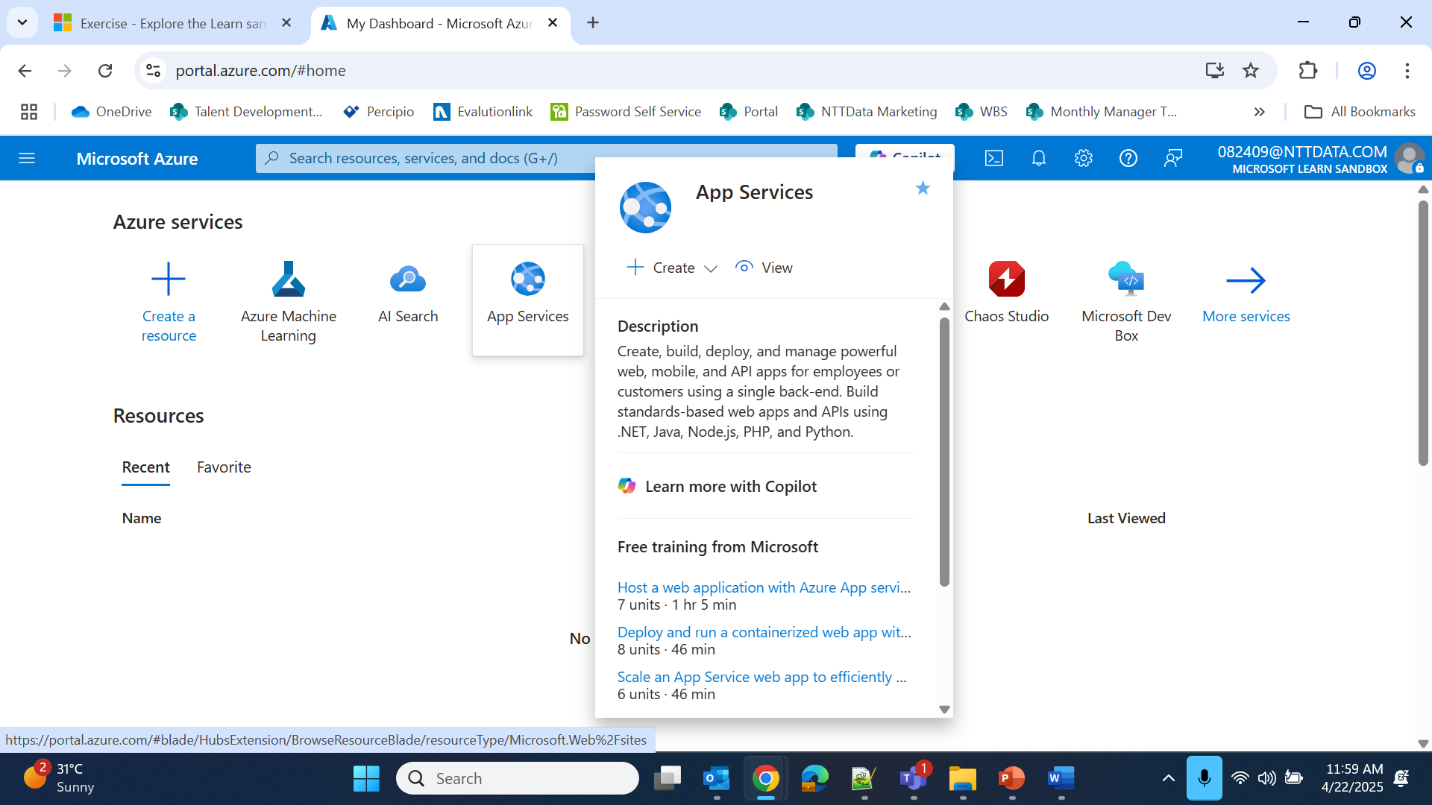 Exercise - Explore the Learn san
My Dashboard - Microsoft Azur
portal.azure.com/#home
OneDrive
Talent Development...
Percipio
Evalutionlink
Password Self Service
Portal
NTTData Marketing
WBS
Monthly Manager T...
All Bookmarks
Microsoft Azure
Search resources, services, and docs (G+/)
Copilot
082409@NTTDATA.COM
MICROSOFT LEARN SANDBOX
Azure services
Create a
resource
Azure Machine
Learning
AI Search
App Services
Chaos Studio
Microsoft Dev
Box
More services
App Services
Create
View
Description
Create, build, deploy, and manage powerful
web, mobile, and API apps for employees or
customers using a single back-end. Build
standards-based web apps and APIs using
.NET, Java, Node.js, PHP, and Python.
Learn more with Copilot
Free training from Microsoft
Host a web application with Azure App servi...
7 units · 1 hr 5 min
Deploy and run a containerized web app wit...
8 units · 46 min
Scale an App Service web app to efficiently ...
6 units · 46 min
Resources
Recent
Favorite
Name
Last Viewed
No
https://portal.azure.com/#blade/HubsExtension/BrowseResourceBlade/resourceType/Microsoft.Web%2Fsites
2
31°C
Sunny
Search
1
11:59 AM
4/22/2025